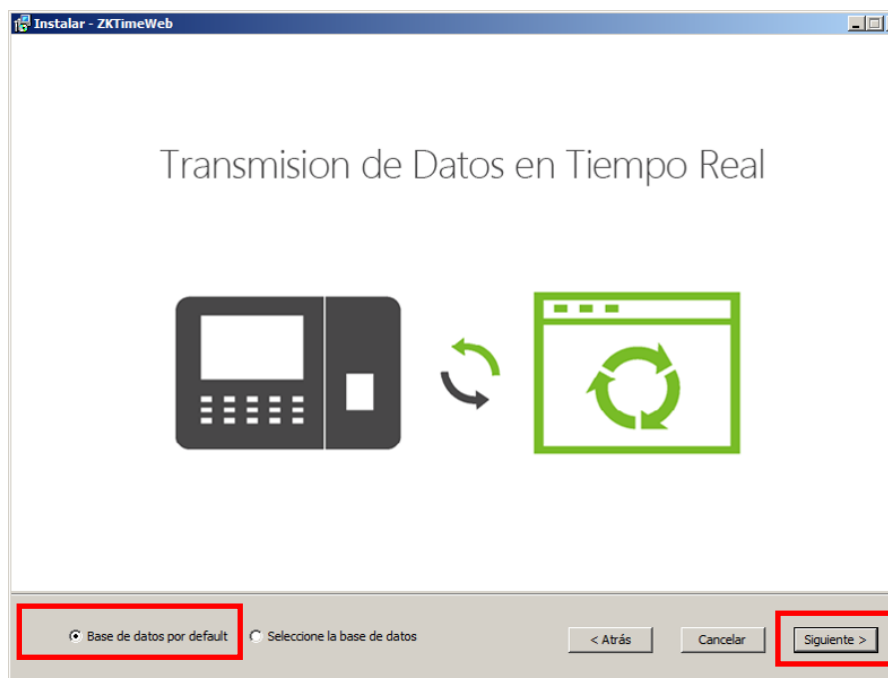 Instalar - ZKTimeWeb
Transmision de Datos en Tiempo Real
Base de datos por default
Seleccione la base de datos
< Atrás
Cancelar
Siguiente >